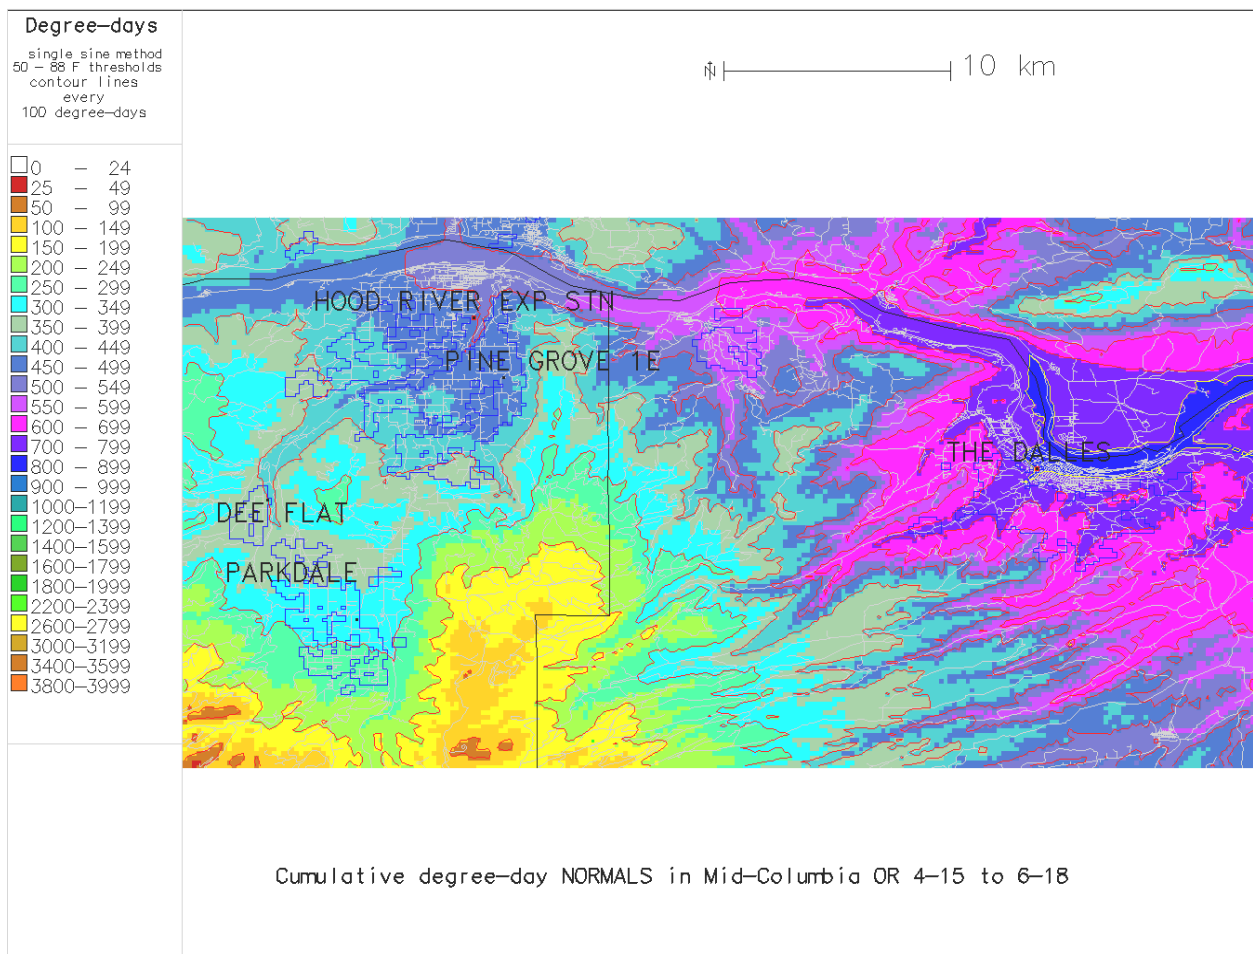 Degree-days
single sine method
50 - 88 F thresholds
contour lines
every
100 degree-days
0 - 24
25 - 49
50 - 99
100 - 149
150 - 199
200 - 249
250 - 299
300 - 349
350 - 399
400 - 449
450 - 499
500 - 549
550 - 599
600 - 699
700 - 799
800 - 899
900 - 999
1000-1199
1200-1399
1400-1599
1600-1799
1800-1999
2200-2399
2600-2799
3000-3199
3400-3599
3800-3999
N 10 km
HOOD RIVER EXP STN
PINE GROVE 1E
THE DALLES
DEE FLAT
PARKDALE
Cumulative degree-day NORMALS in Mid-Columbia OR 4-15 to 6-18